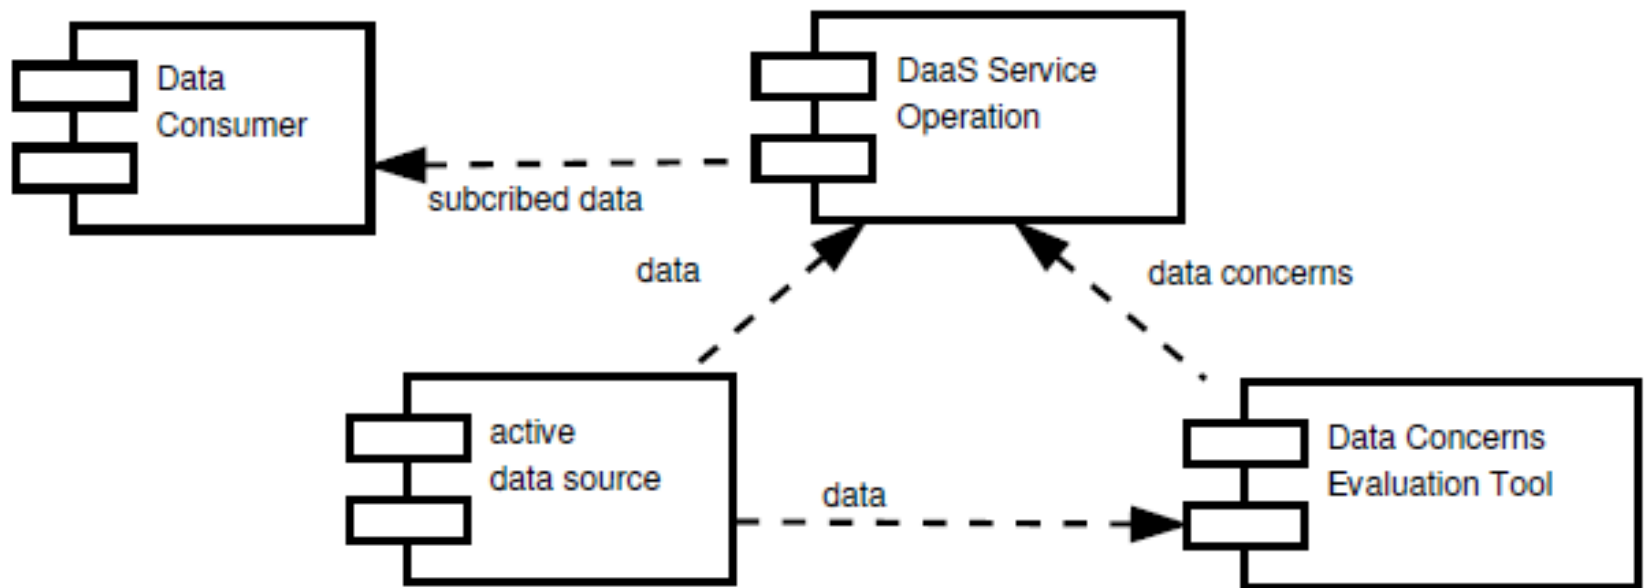 Data
Consumer
DaaS Service
Operation
subcribed data
data
data concerns
active
data source
data
Data Concerns
Evaluation Tool